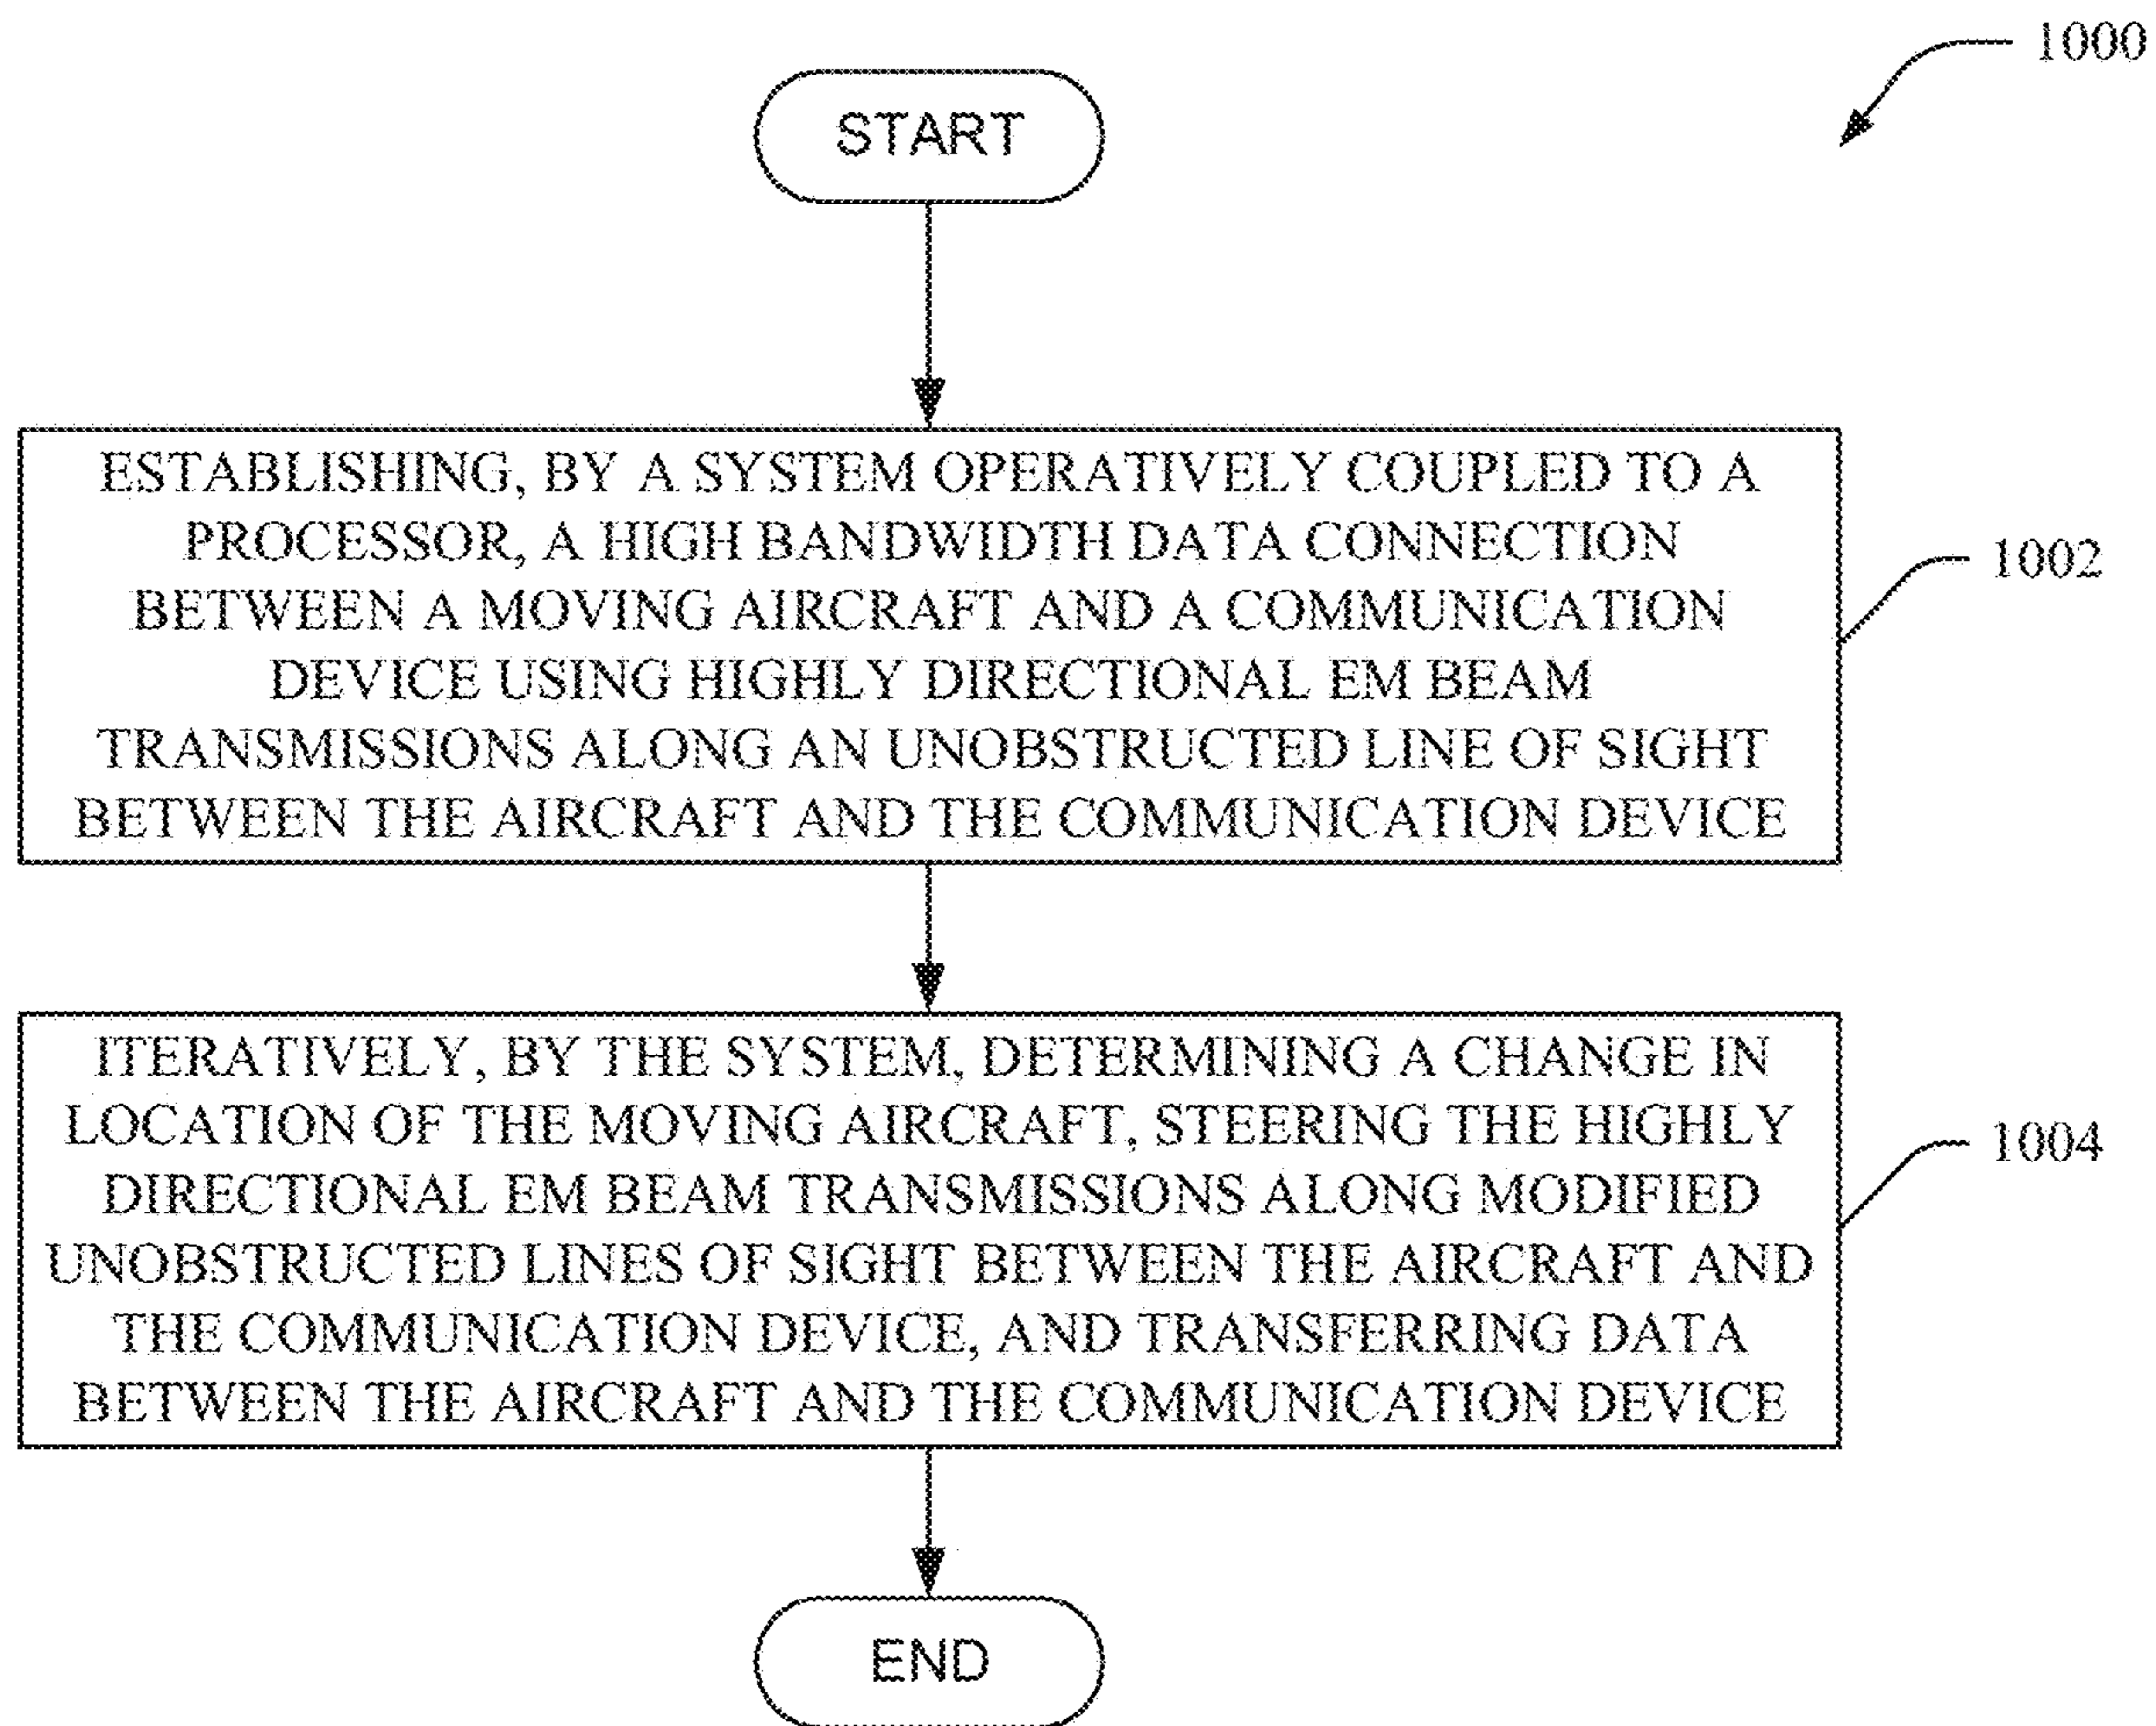 1000
START
ESTABLISHING, BY A SYSTEM OPERATIVELY COUPLED TO A
PROCESSOR, A HIGH BANDWIDTH DATA CONNECTION
BETWEEN A MOVING AIRCRAFT AND A COMMUNICATION
DEVICE USING HIGHLY DIRECTIONAL EM BEAM
TRANSMISSIONS ALONG AN UNOBSTRUCTED LINE OF SIGHT
BETWEEN THE AIRCRAFT AND THE COMMUNICATION DEVICE
1002
ITERATIVELY, BY THE SYSTEM, DETERMINING A CHANGE IN
LOCATION OF THE MOVING AIRCRAFT, STEERING THE HIGHLY
DIRECTIONAL EM BEAM TRANSMISSIONS ALONG MODIFIED
UNOBSTRUCTED LINES OF SIGHT BETWEEN THE AIRCRAFT AND
THE COMMUNICATION DEVICE, AND TRANSFERRING DATA
BETWEEN THE AIRCRAFT AND THE COMMUNICATION DEVICE
1004
END